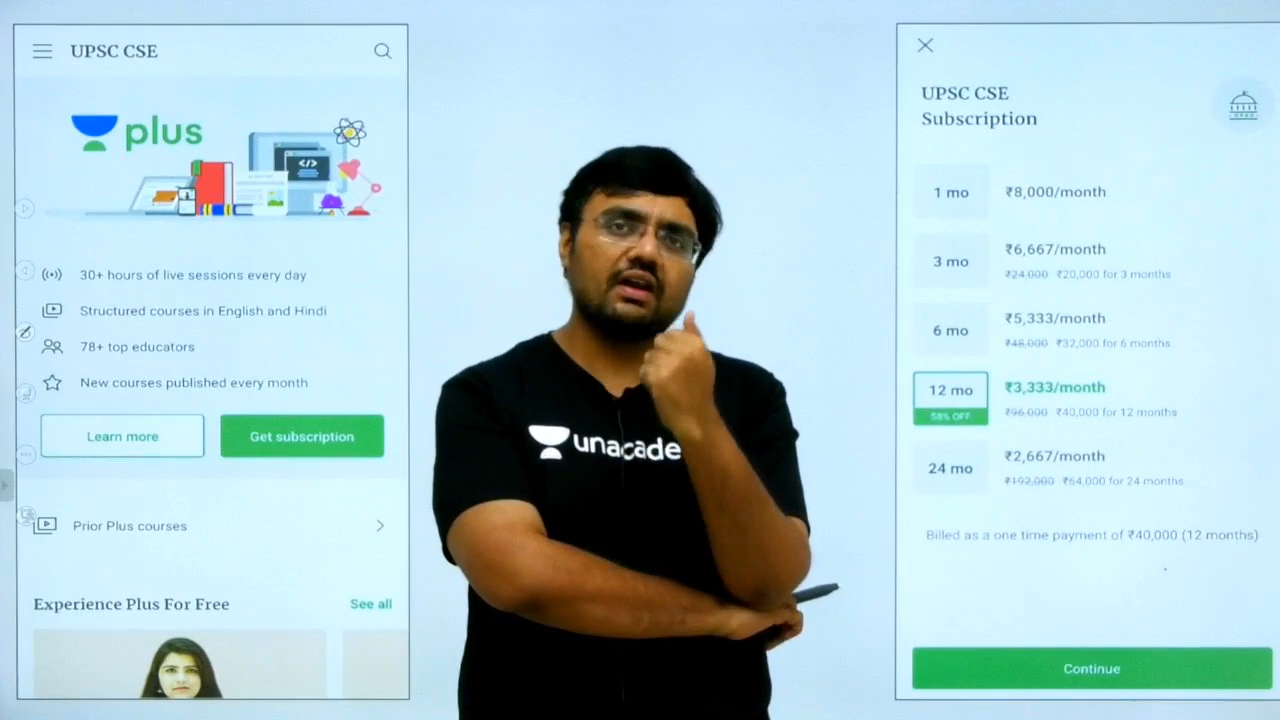 UPSC CSE
plus
30+ hours of live sessions every day
Structured courses in English and Hindi
78+ top educators
New courses published every month
Learn more
Get subscription
Prior Plus courses
Experience Plus For Free
See all
unacade
UPSC CSE
Subscription
UPSC
1 mo
₹8,000/month
3 mo
₹6,667/month
₹24,000 ₹20,000 for 3 months
6 mo
₹5,333/month
₹48,000 ₹32,000 for 6 months
12 mo
58% OFF
₹3,333/month
₹96,000 ₹40,000 for 12 months
24 mo
₹2,667/month
₹192,000 ₹64,000 for 24 months
Billed as a one time payment of ₹40,000 (12 months)
Continue